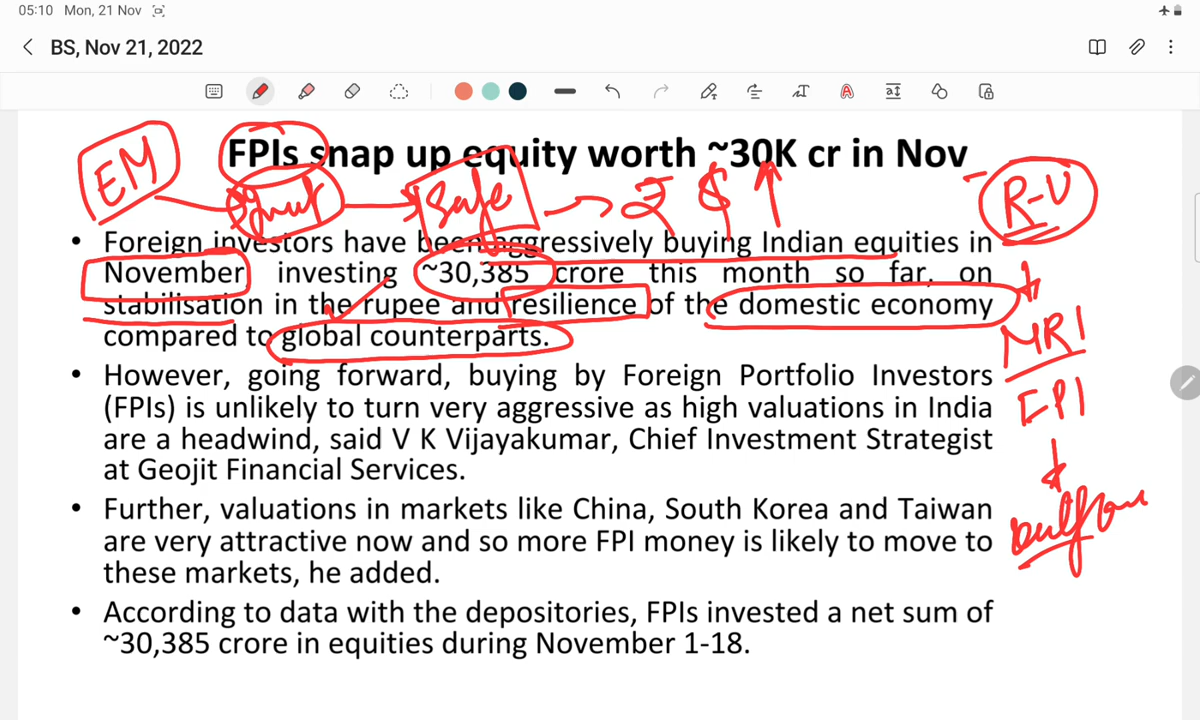 05:10 Mon, 21 Nov
BS, Nov 21, 2022
FPIs snap up equity worth ~30K cr in Nov
EM
Safe
₹ $
R-U
• Foreign investors have been aggressively buying Indian equities in
November investing ~30,385 crore this month so far, on
stabilisation in the rupee and resilience of the domestic economy
compared to global counterparts.
MRI
• However, going forward, buying by Foreign Portfolio Investors
(FPIs) is unlikely to turn very aggressive as high valuations in India
are a headwind, said V K Vijayakumar, Chief Investment Strategist
at Geojit Financial Services.
FPI
• Further, valuations in markets like China, South Korea and Taiwan
are very attractive now and so more FPI money is likely to move to
these markets, he added.
outflow
• According to data with the depositories, FPIs invested a net sum of
~30,385 crore in equities during November 1-18.